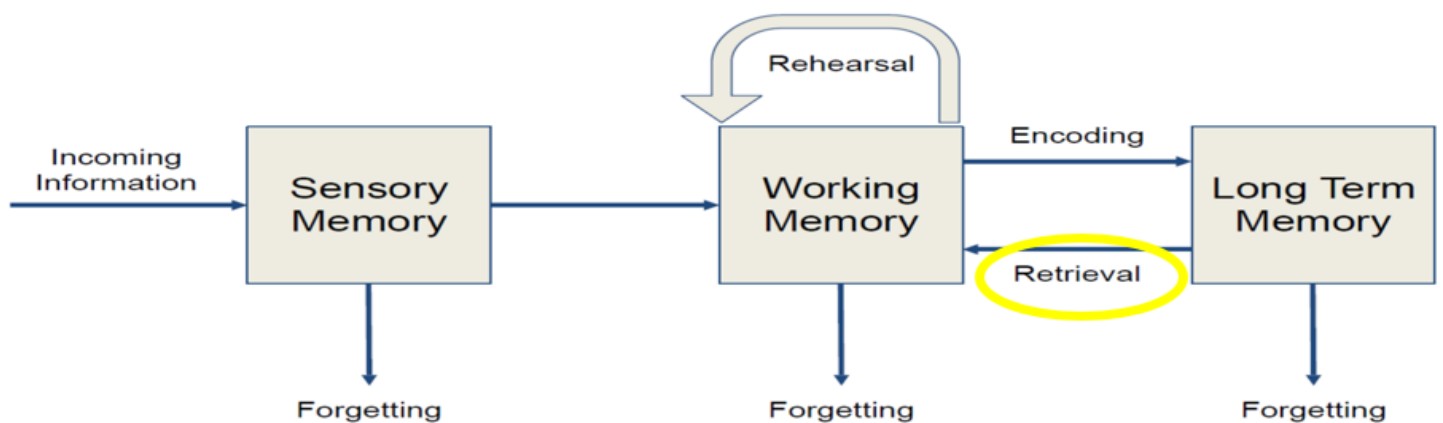 Rehearsal
Incoming
Information
Sensory
Memory
Working
Memory
Encoding
Retrieval
Long Term
Memory
Forgetting
Forgetting
Forgetting